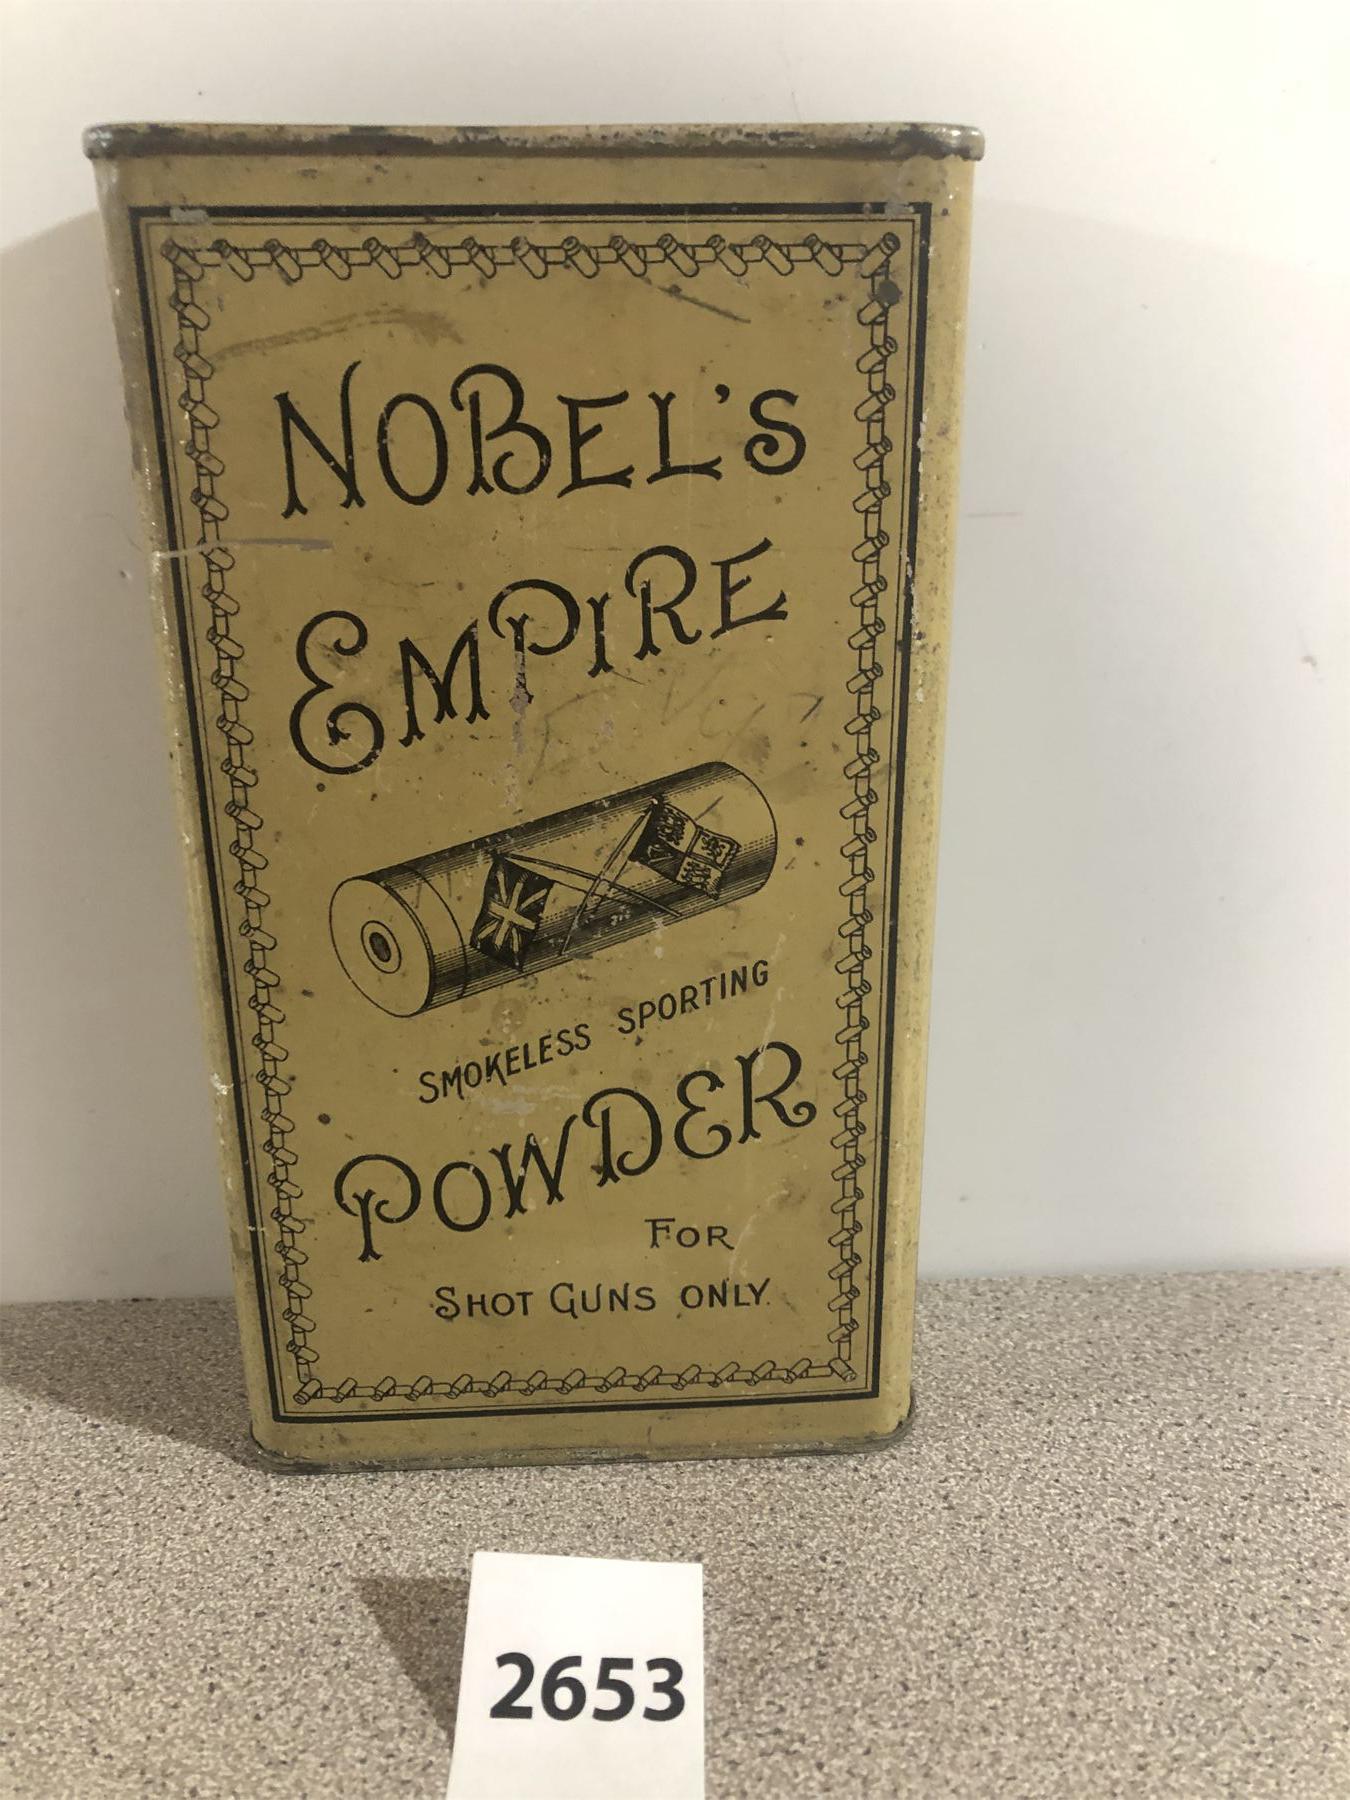 NOBEL'S
EMPIRE
SMOKELESS SPORTING
POWDER
FOR
SHOT GUNS ONLY.
2653